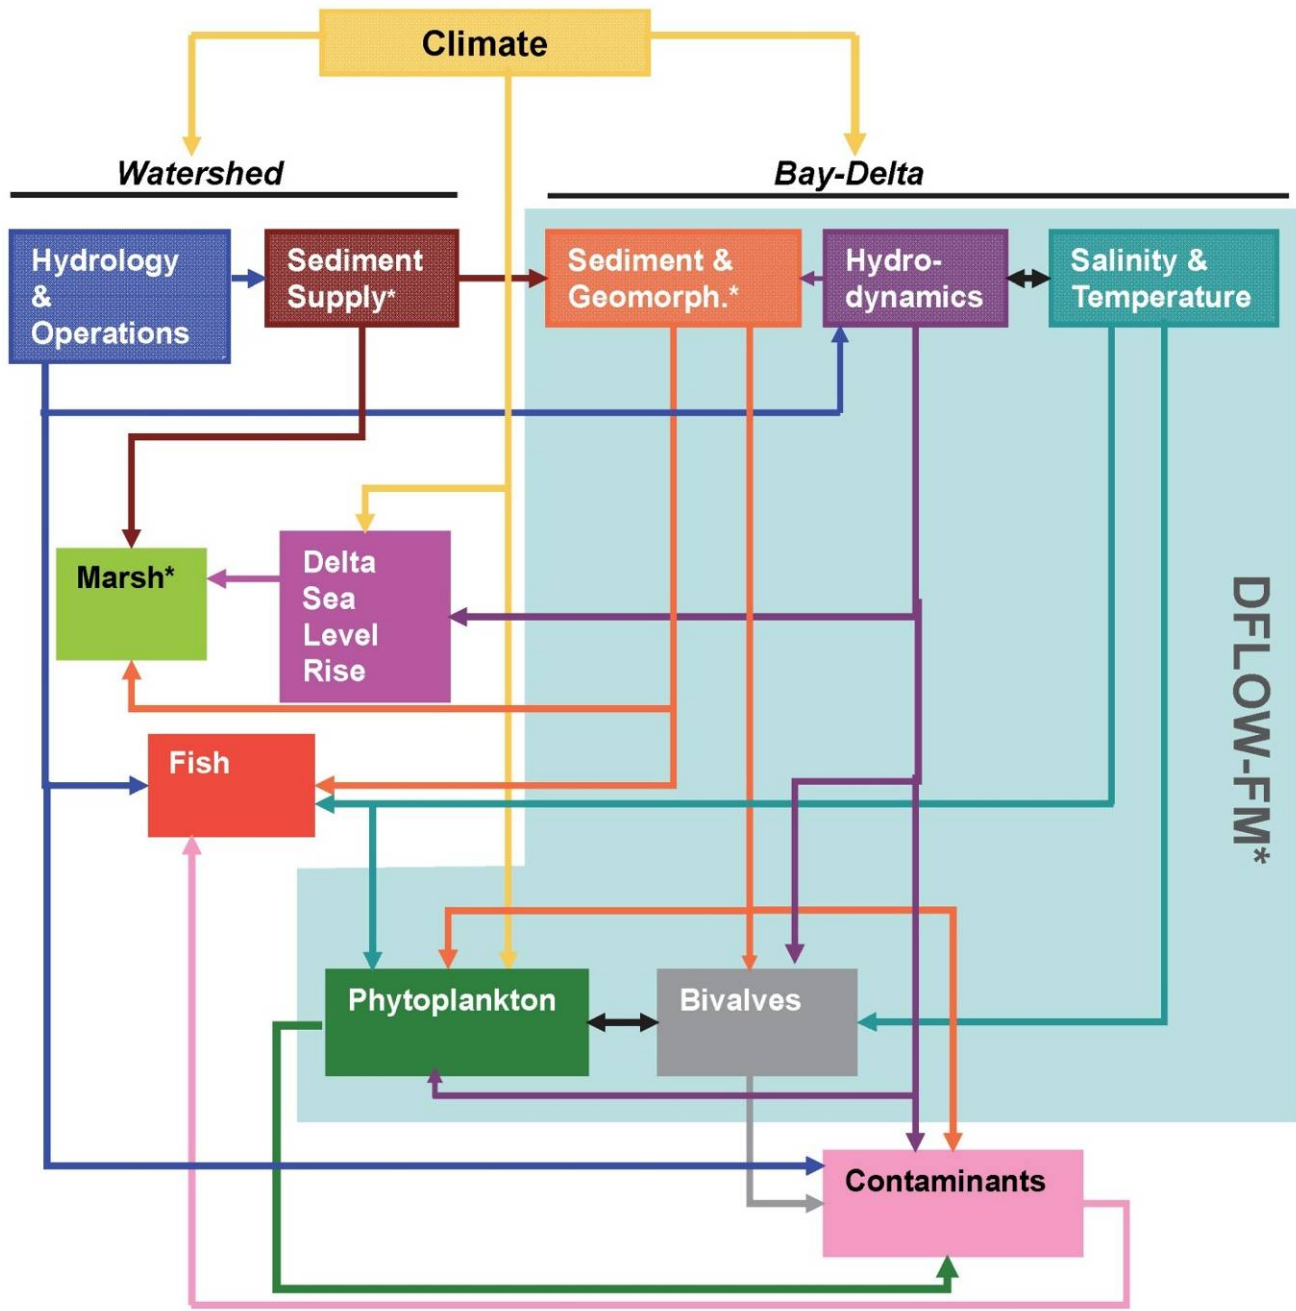 Climate
Watershed
Bay-Delta
Hydrology
&
Operations
Sediment
Supply*
Sediment &
Geomorph.*
Hydro-
dynamics
Salinity &
Temperature
Marsh*
Delta
Sea
Level
Rise
DFLOW-FM*
Fish
Phytoplankton
Bivalves
Contaminants